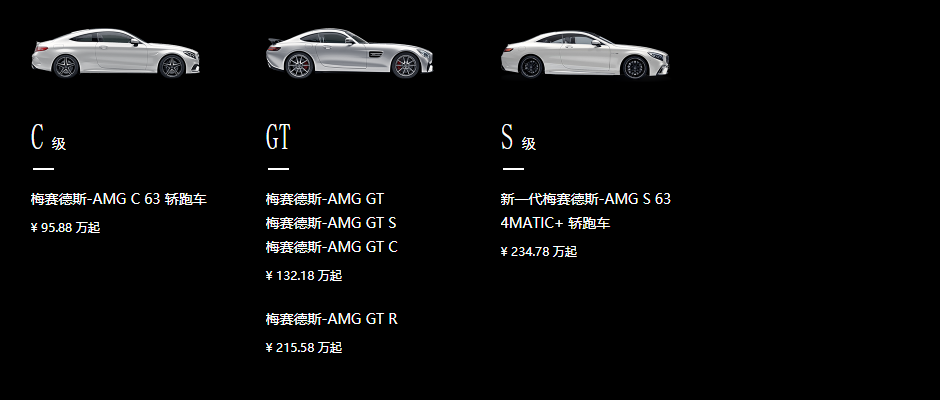 C 级
梅赛德斯-AMG C 63 轿跑车
¥ 95.88 万起
GT
梅赛德斯-AMG GT
梅赛德斯-AMG GT S
梅赛德斯-AMG GT C
¥ 132.18 万起
梅赛德斯-AMG GT R
¥ 215.58 万起
S 级
新一代梅赛德斯-AMG S 63
4MATIC+ 轿跑车
¥ 234.78 万起